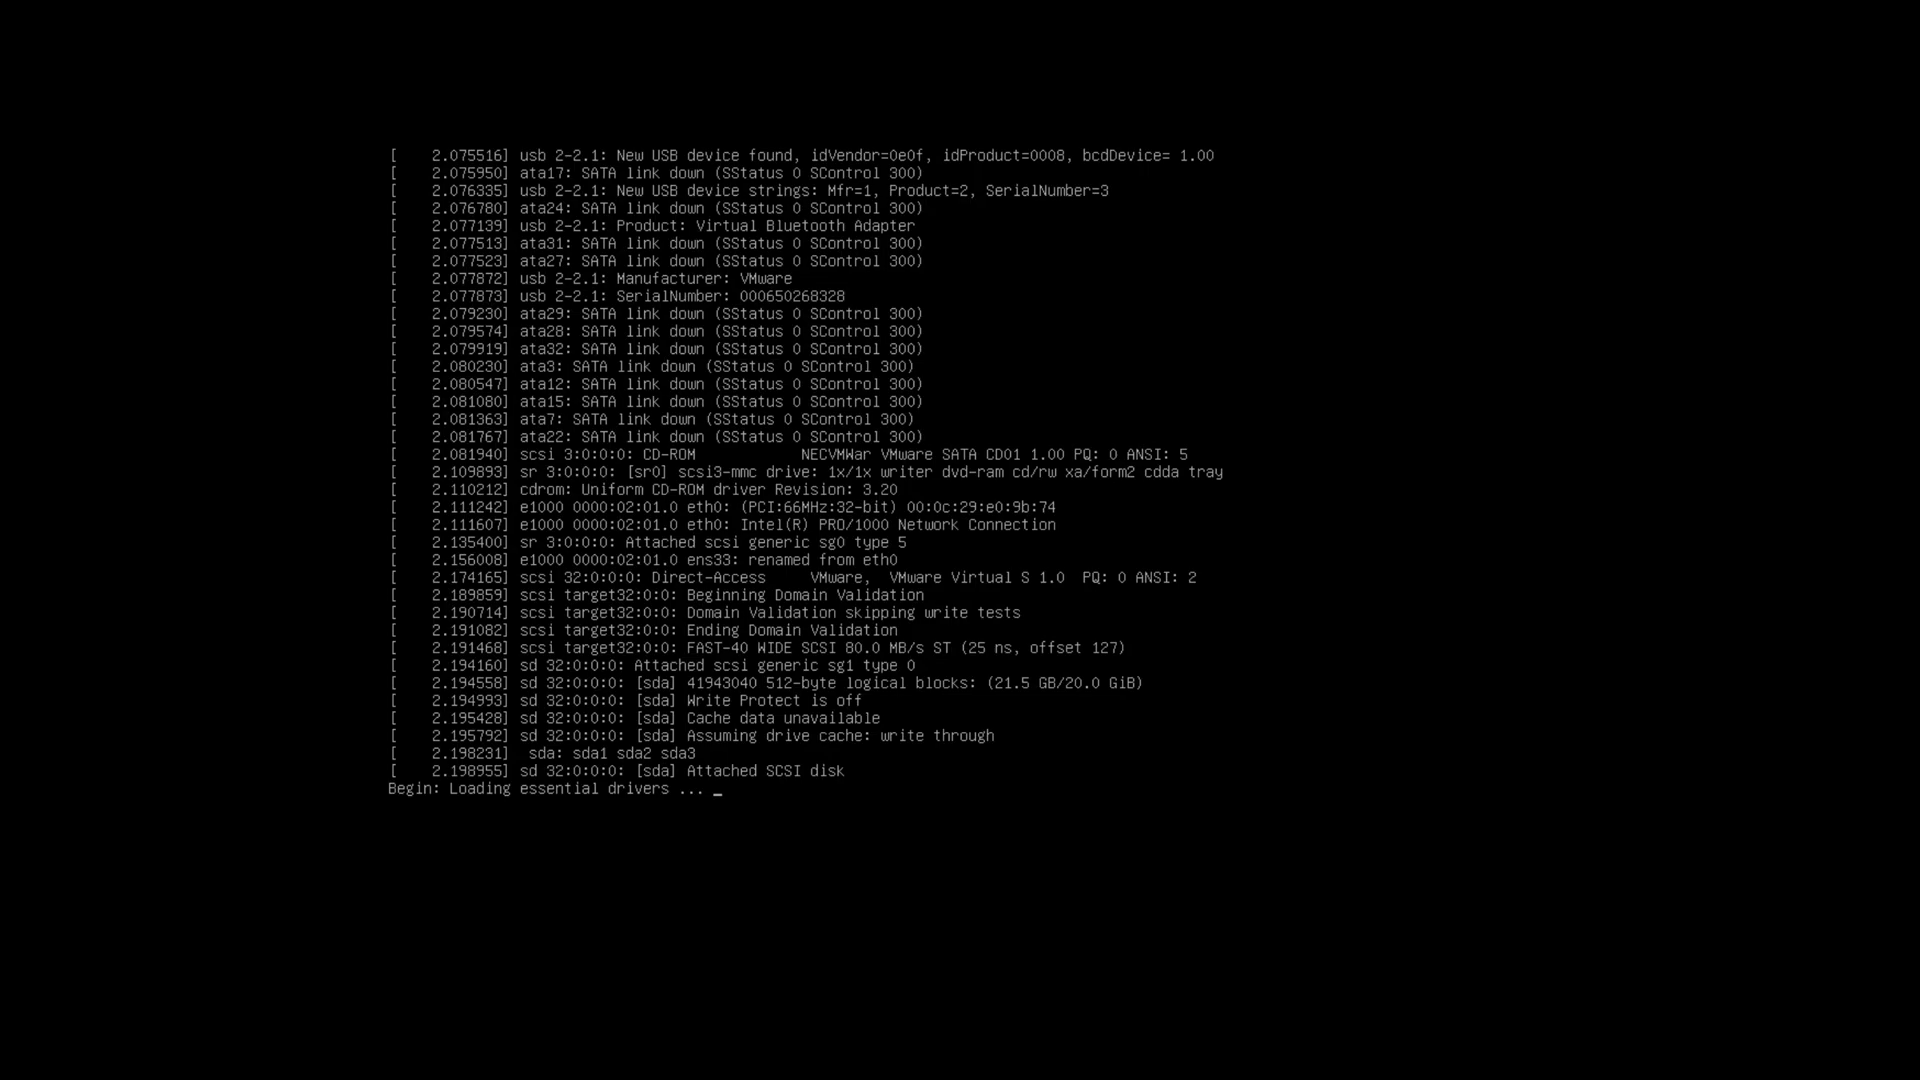 [    2.075516] usb 2-2.1: New USB device found, idVendor=0e0f, idProduct=0008, bcdDevice= 1.00
[    2.075950] ata17: SATA link down (SStatus 0 SControl 300)
[    2.076335] usb 2-2.1: New USB device strings: Mfr=1, Product=2, SerialNumber=3
[    2.076780] ata24: SATA link down (SStatus 0 SControl 300)
[    2.077139] usb 2-2.1: Product: Virtual Bluetooth Adapter
[    2.077513] ata31: SATA link down (SStatus 0 SControl 300)
[    2.077523] ata27: SATA link down (SStatus 0 SControl 300)
[    2.077872] usb 2-2.1: Manufacturer: VMware
[    2.077873] usb 2-2.1: SerialNumber: 000650268328
[    2.079230] ata29: SATA link down (SStatus 0 SControl 300)
[    2.079574] ata28: SATA link down (SStatus 0 SControl 300)
[    2.079919] ata32: SATA link down (SStatus 0 SControl 300)
[    2.080230] ata3: SATA link down (SStatus 0 SControl 300)
[    2.080547] ata12: SATA link down (SStatus 0 SControl 300)
[    2.081080] ata15: SATA link down (SStatus 0 SControl 300)
[    2.081363] ata7: SATA link down (SStatus 0 SControl 300)
[    2.081767] ata22: SATA link down (SStatus 0 SControl 300)
[    2.081940] scsi 3:0:0:0: CD-ROM            NECVMWar VMware SATA CD01 1.00 PQ: 0 ANSI: 5
[    2.109893] sr 3:0:0:0: [sr0] scsi3-mmc drive: 1x/1x writer dvd-ram cd/rw xa/form2 cdda tray
[    2.110212] cdrom: Uniform CD-ROM driver Revision: 3.20
[    2.111242] e1000 0000:02:01.0 eth0: (PCI:66MHz:32-bit) 00:0c:29:e0:9b:74
[    2.111607] e1000 0000:02:01.0 eth0: Intel(R) PRO/1000 Network Connection
[    2.135400] sr 3:0:0:0: Attached scsi generic sg0 type 5
[    2.156008] e1000 0000:02:01.0 ens33: renamed from eth0
[    2.174165] scsi 32:0:0:0: Direct-Access     VMware,  VMware Virtual S 1.0  PQ: 0 ANSI: 2
[    2.189859] scsi target32:0:0: Beginning Domain Validation
[    2.190714] scsi target32:0:0: Domain Validation skipping write tests
[    2.191082] scsi target32:0:0: Ending Domain Validation
[    2.191468] scsi target32:0:0: FAST-40 WIDE SCSI 80.0 MB/s ST (25 ns, offset 127)
[    2.194160] sd 32:0:0:0: Attached scsi generic sg1 type 0
[    2.194558] sd 32:0:0:0: [sda] 41943040 512-byte logical blocks: (21.5 GB/20.0 GiB)
[    2.194993] sd 32:0:0:0: [sda] Write Protect is off
[    2.195428] sd 32:0:0:0: [sda] Cache data unavailable
[    2.195792] sd 32:0:0:0: [sda] Assuming drive cache: write through
[    2.198231]  sda: sda1 sda2 sda3
[    2.198955] sd 32:0:0:0: [sda] Attached SCSI disk
Begin: Loading essential drivers ... _